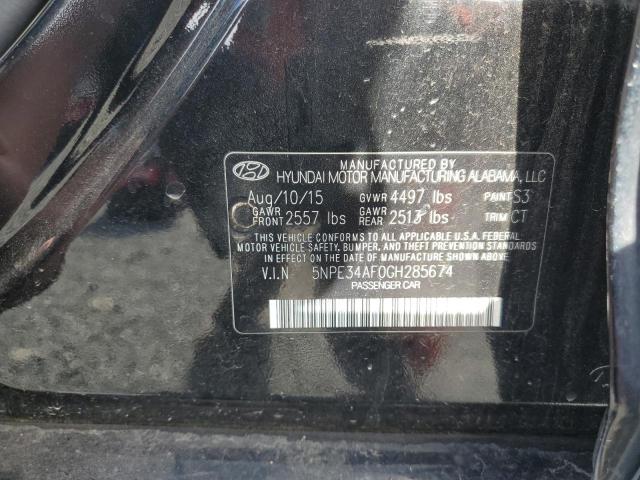 MANUFACTURED BY
HYUNDAI MOTOR MANUFACTURING ALABAMA, LLC
Aug/10/15 GVWR 4497 lbs PAINT S3
GAWR FRONT 2557 lbs GAWR REAR 2513 lbs TRIM CT
THIS VEHICLE CONFORMS TO ALL APPLICABLE U.S.A. FEDERAL
MOTOR VEHICLE SAFETY, BUMPER, AND THEFT PREVENTION STANDARDS
IN EFFECT ON THE DATE OF MANUFACTURE SHOWN ABOVE.
V.I.N 5NPE34AF0GH285674
PASSENGER CAR